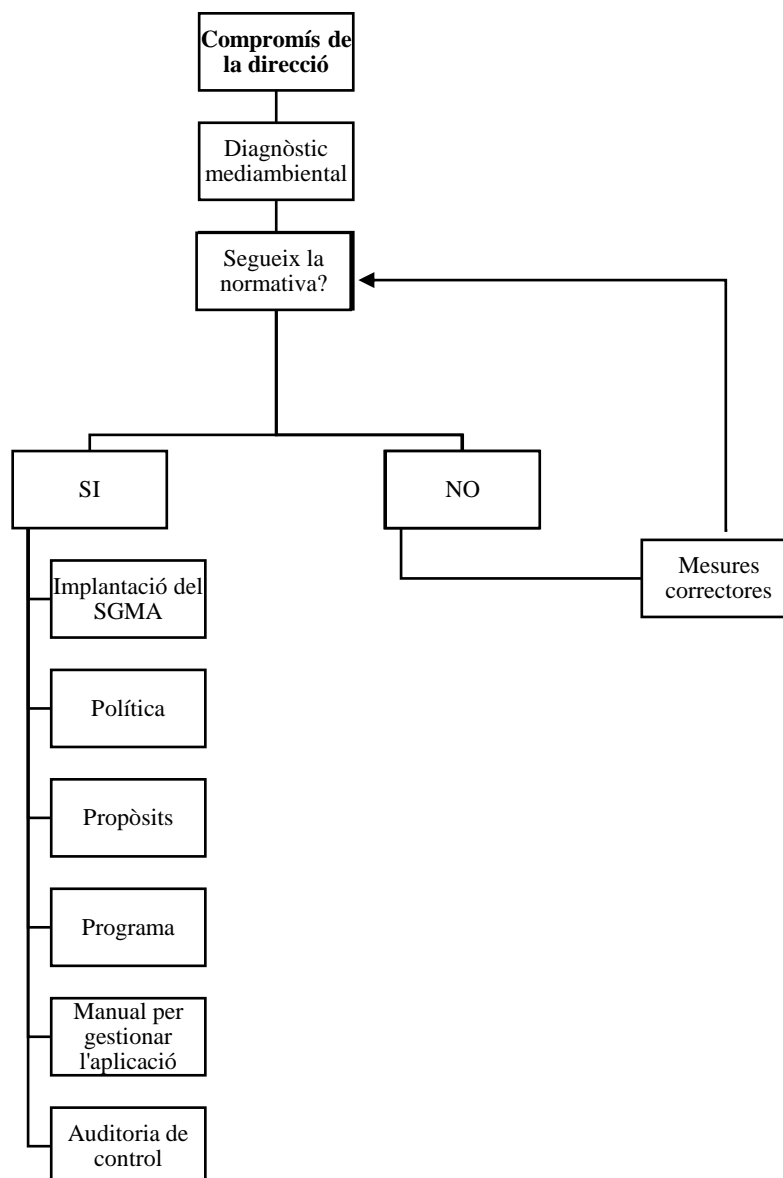 Compromís de
la direcció
Diagnòstic
mediambiental
Segueix la
normativa?
SI
NO
Implantació del
SGMA
Mesures
correctores
Política
Propòsits
Programa
Manual per
gestionar
l'aplicació
Auditoria de
control